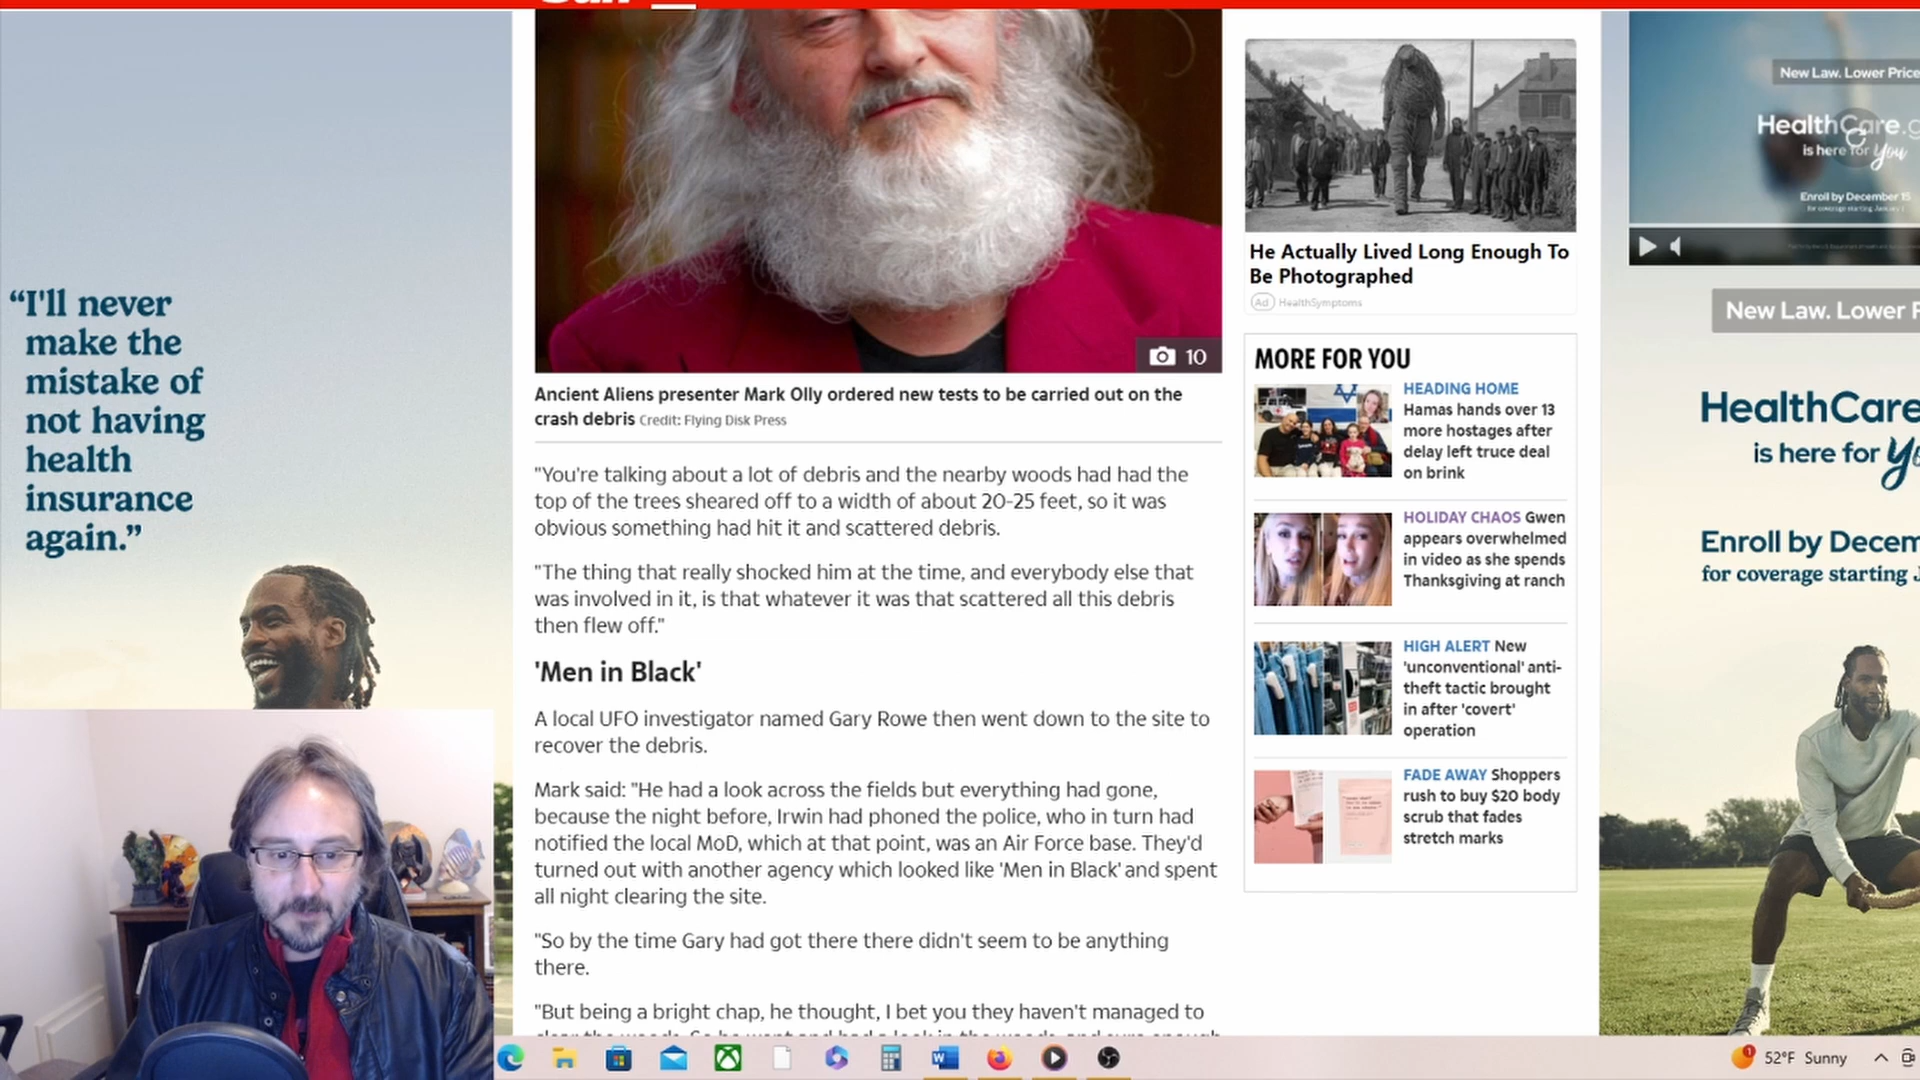 “I'll never
make the
mistake of
not having
health
insurance
again.”
10
Ancient Aliens presenter Mark Olly ordered new tests to be carried out on the
crash debris Credit: Flying Disk Press
"You're talking about a lot of debris and the nearby woods had had the
top of the trees sheared off to a width of about 20-25 feet, so it was
obvious something had hit it and scattered debris.
"The thing that really shocked him at the time, and everybody else that
was involved in it, is that whatever it was that scattered all this debris
then flew off."
'Men in Black'
A local UFO investigator named Gary Rowe then went down to the site to
recover the debris.
Mark said: "He had a look across the fields but everything had gone,
because the night before, Irwin had phoned the police, who in turn had
notified the local MoD, which at that point, was an Air Force base. They'd
turned out with another agency which looked like 'Men in Black' and spent
all night clearing the site.
"So by the time Gary had got there there didn't seem to be anything
there.
"But being a bright chap, he thought, I bet you they haven't managed to
He Actually Lived Long Enough To
Be Photographed
Ad HealthSymptoms
MORE FOR YOU
HEADING HOME
Hamas hands over 13
more hostages after
delay left truce deal
on brink
HOLIDAY CHAOS Gwen
appears overwhelmed
in video as she spends
Thanksgiving at ranch
HIGH ALERT New
'unconventional' anti-
theft tactic brought
in after 'covert'
operation
FADE AWAY Shoppers
rush to buy $20 body
scrub that fades
stretch marks
New Law. Lower Price
HealthCare.g
is here for You
Enroll by December 15
for coverage starting January 1
New Law. Lower P
HealthCare
is here for Yo
Enroll by Decem
for coverage starting J
52°F Sunny